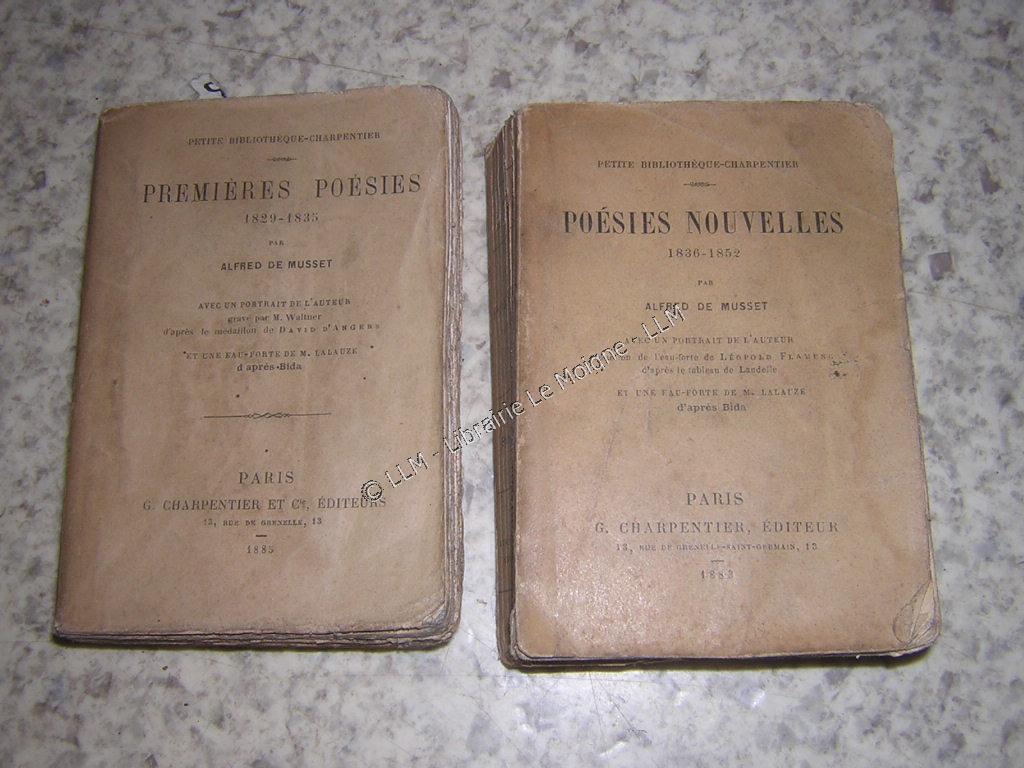 PETITE BIBLIOTHÈQUE-CHARPENTIER
PREMIÈRES POÉSIES
1829-1835
PAR
ALFRED DE MUSSET
AVEC UN PORTRAIT DE L'AUTEUR
gravé par M. Waltner
d'après le médaillon de DAVID D'ANGERS
ET UNE EAU-FORTE DE M. LALAUZE
d'après Bida
PARIS
G. CHARPENTIER ET Cie, ÉDITEURS
13, RUE DE GRENELLE, 13
1885
PETITE BIBLIOTHÈQUE-CHARPENTIER
POÉSIES NOUVELLES
1836-1852
PAR
ALFRED DE MUSSET
AVEC UN PORTRAIT DE L'AUTEUR
de l'eau-forte de LÉOPOLD FLAMENG
d'après le tableau de Landelle
ET UNE EAU-FORTE DE M. LALAUZE
d'après Bida
PARIS
G. CHARPENTIER, ÉDITEUR
13, RUE DE GRENELLE-SAINT-GERMAIN, 13
1883
© LLM - Librairie Le Moigne - LLM